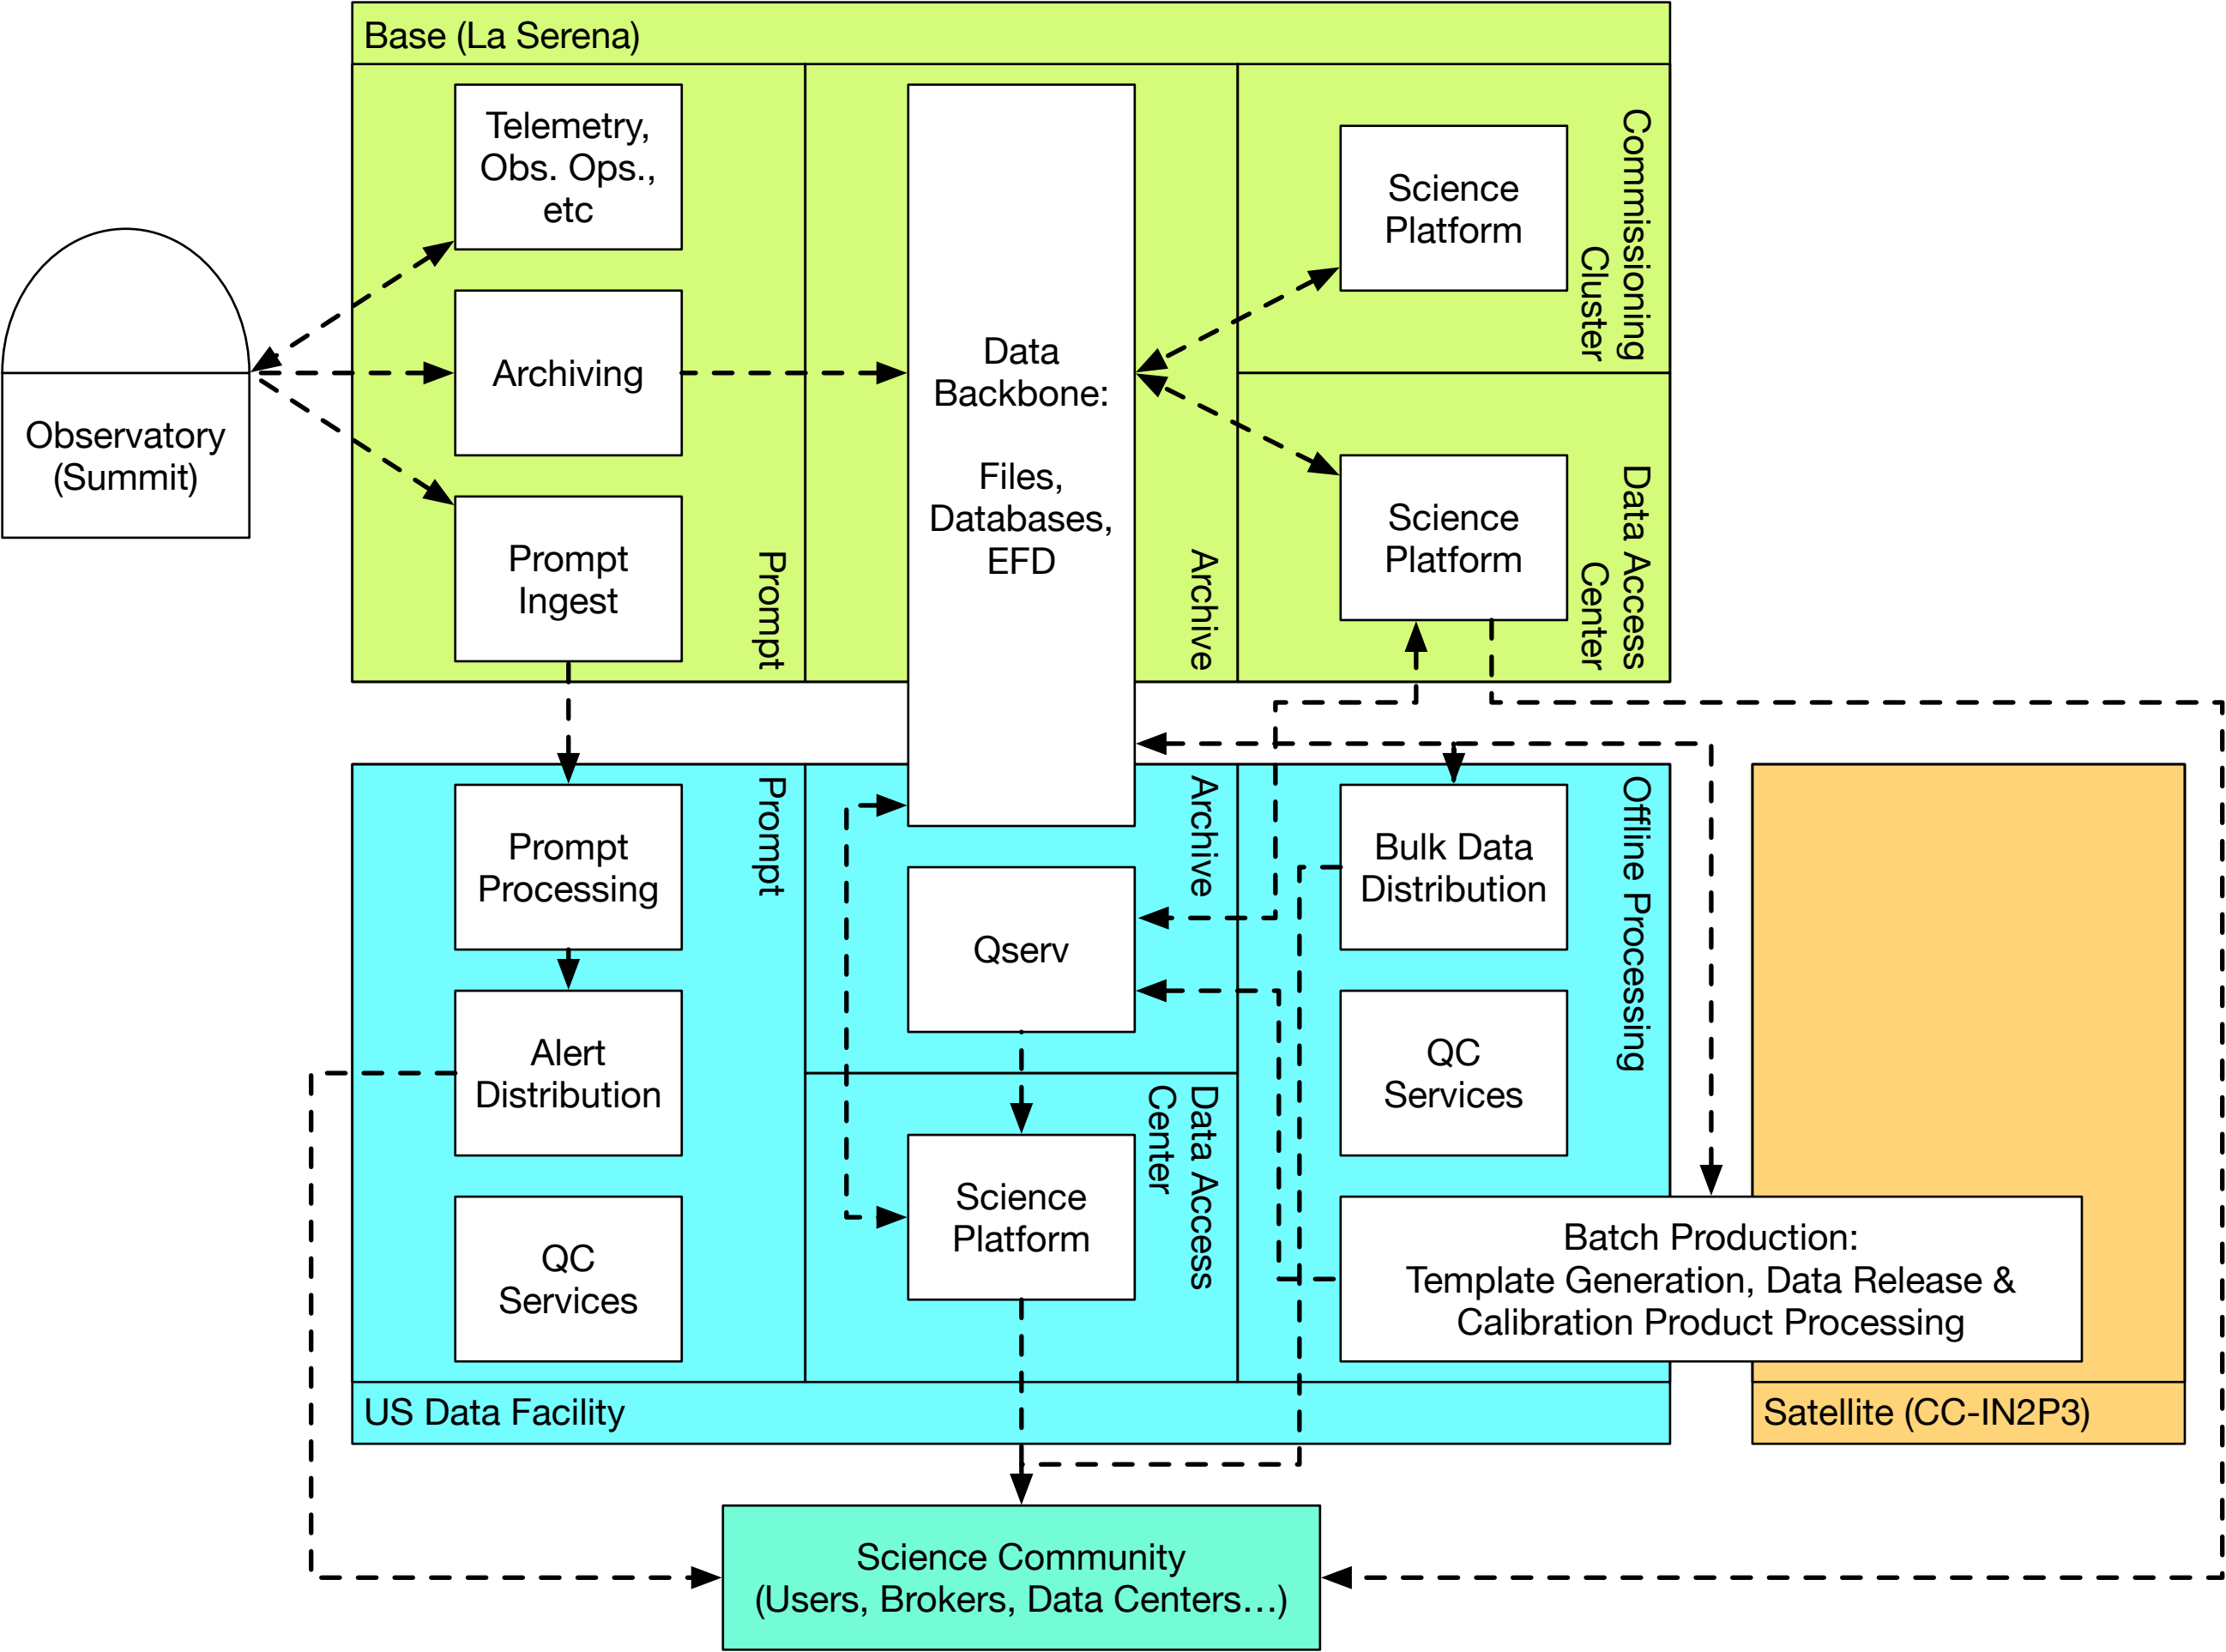 Base (La Serena)
Telemetry,
Obs. Ops.,
etc
Archiving
Prompt
Ingest
Prompt
Data
Backbone:
Files,
Databases,
EFD
Archive
Science
Platform
Commissioning
Cluster
Science
Platform
Data Access
Center
Observatory
(Summit)
Prompt
Processing
Prompt
Alert
Distribution
QC
Services
Archive
Qserv
Data Access
Center
Science
Platform
Bulk Data
Distribution
Offline Processing
QC
Services
Batch Production:
Template Generation, Data Release &
Calibration Product Processing
US Data Facility
Satellite (CC-IN2P3)
Science Community
(Users, Brokers, Data Centers…)